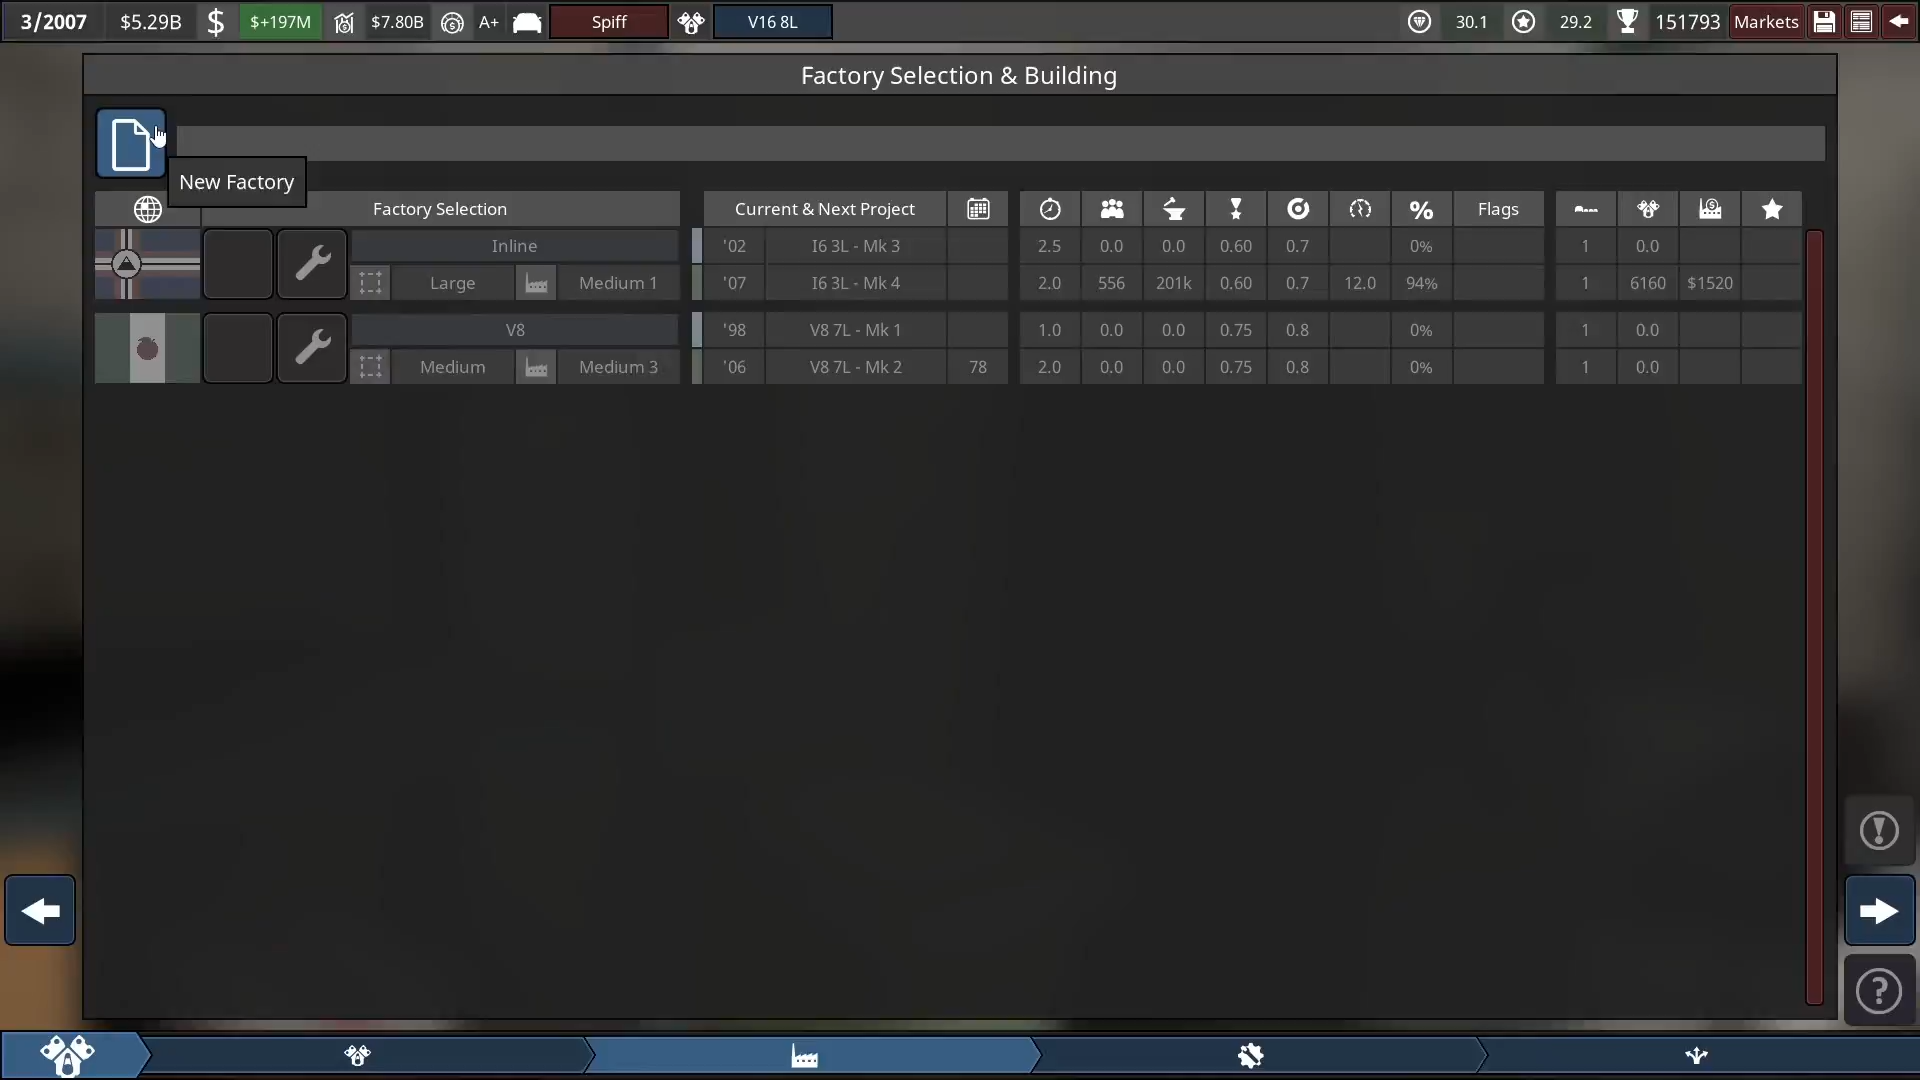 3/2007 $5.29B $+197M $7.80B A+ Spiff V16 8L 30.1 29.2 151793 Markets
Factory Selection & Building
New Factory
Factory Selection Current & Next Project % Flags
Inline '02 I6 3L - Mk 3 2.5 0.0 0.0 0.60 0.7 0% 1 0.0
Large Medium 1 '07 I6 3L - Mk 4 2.0 556 201k 0.60 0.7 12.0 94% 1 6160 $1520
V8 '98 V8 7L - Mk 1 1.0 0.0 0.0 0.75 0.8 0% 1 0.0
Medium Medium 3 '06 V8 7L - Mk 2 78 2.0 0.0 0.0 0.75 0.8 0% 1 0.0